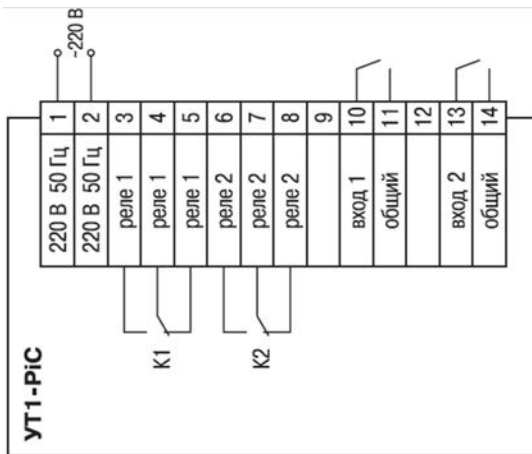 УТ1-PiC
~220 В
220 В 50 Гц 1
220 В 50 Гц 2
реле 1 3
реле 1 4
реле 1 5
реле 2 6
реле 2 7
реле 2 8
9
вход 1 10
общий 11
12
вход 2 13
общий 14
К1
К2